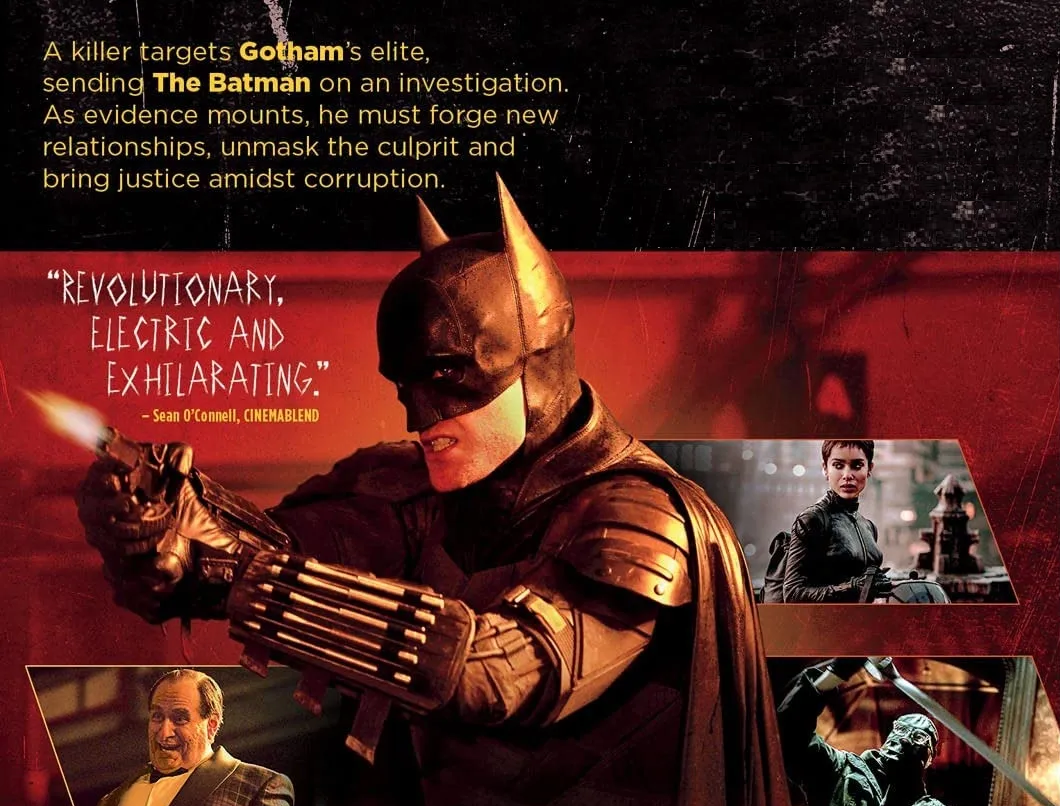 A killer targets Gotham's elite,
sending The Batman on an investigation.
As evidence mounts, he must forge new
relationships, unmask the culprit and
bring justice amidst corruption.
“REVOLUTIONARY,
ELECTRIC AND
EXHILARATING.”
– Sean O'Connell, CINEMABLEND